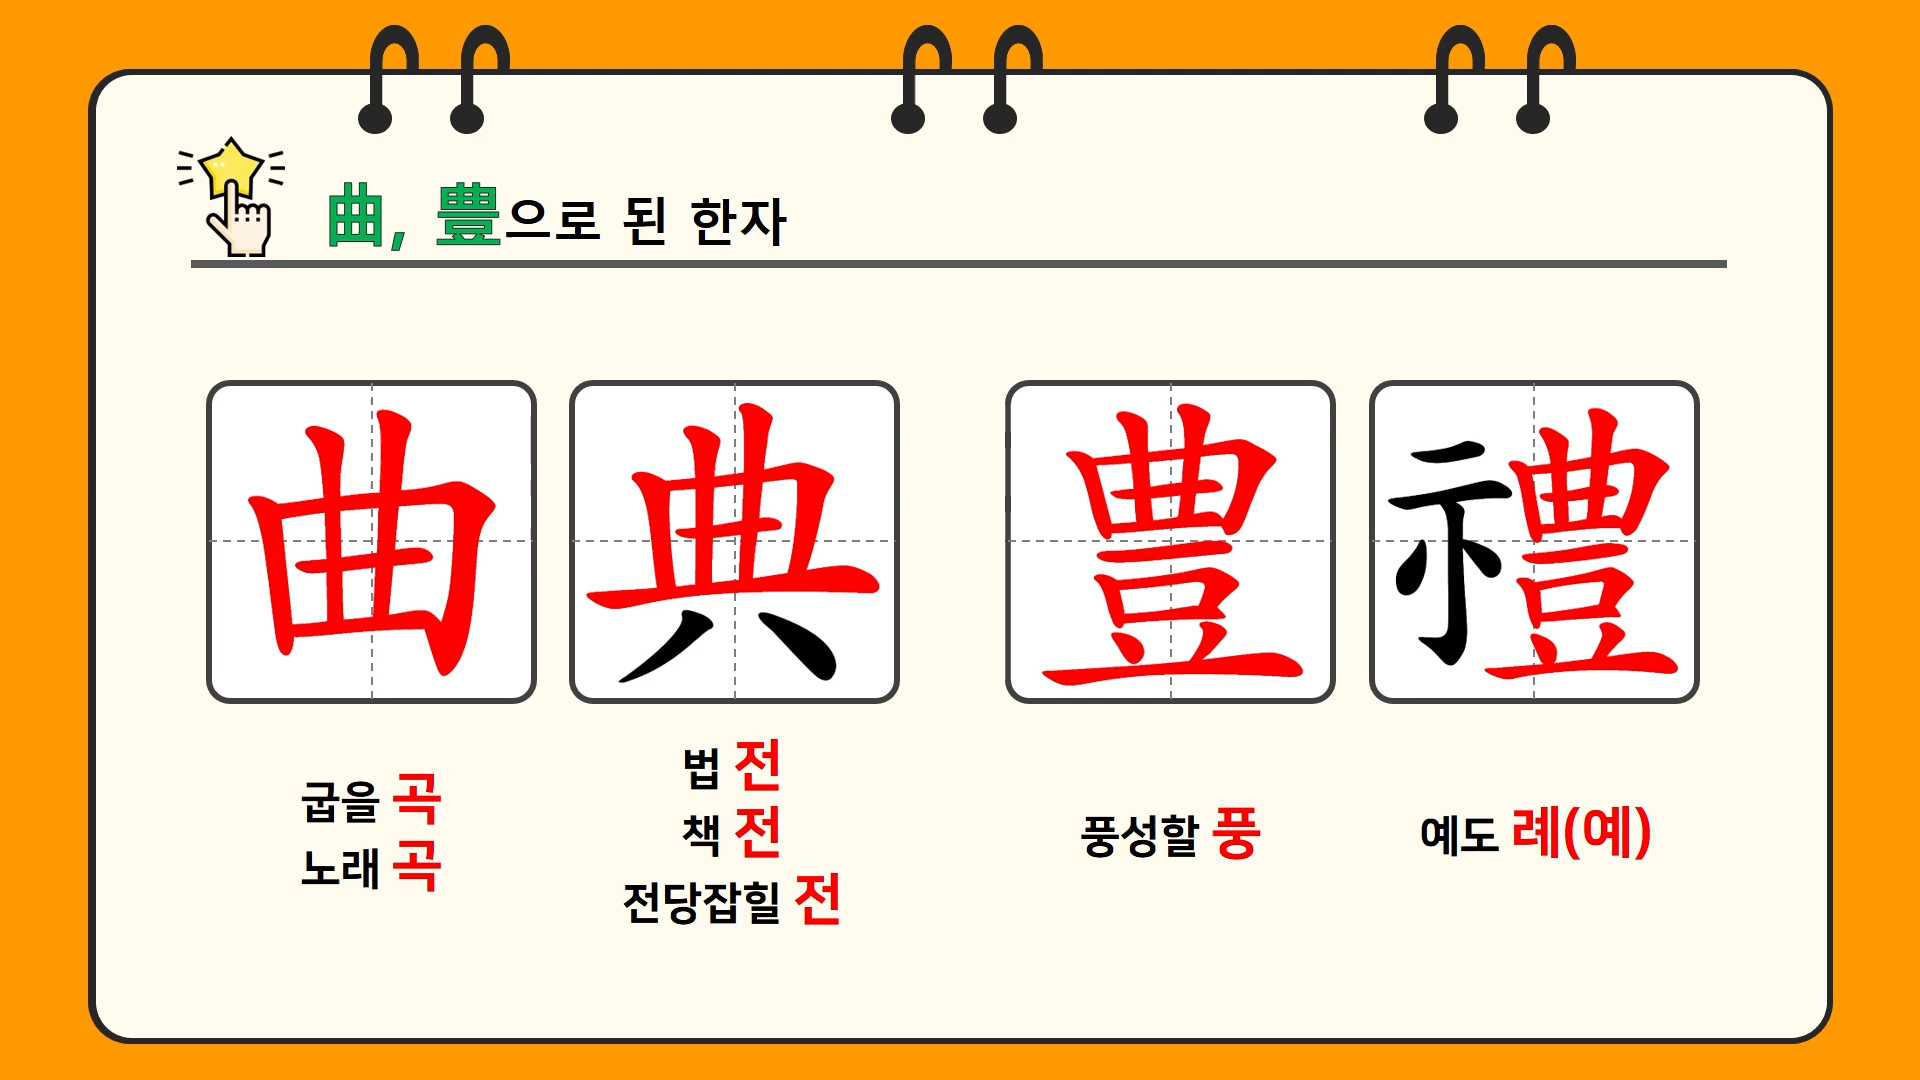 曲, 豊으로 된 한자
曲 典 豊 禮
굽을 곡
노래 곡
법 전
책 전
전당잡힐 전
풍성할 풍
예도 례(예)